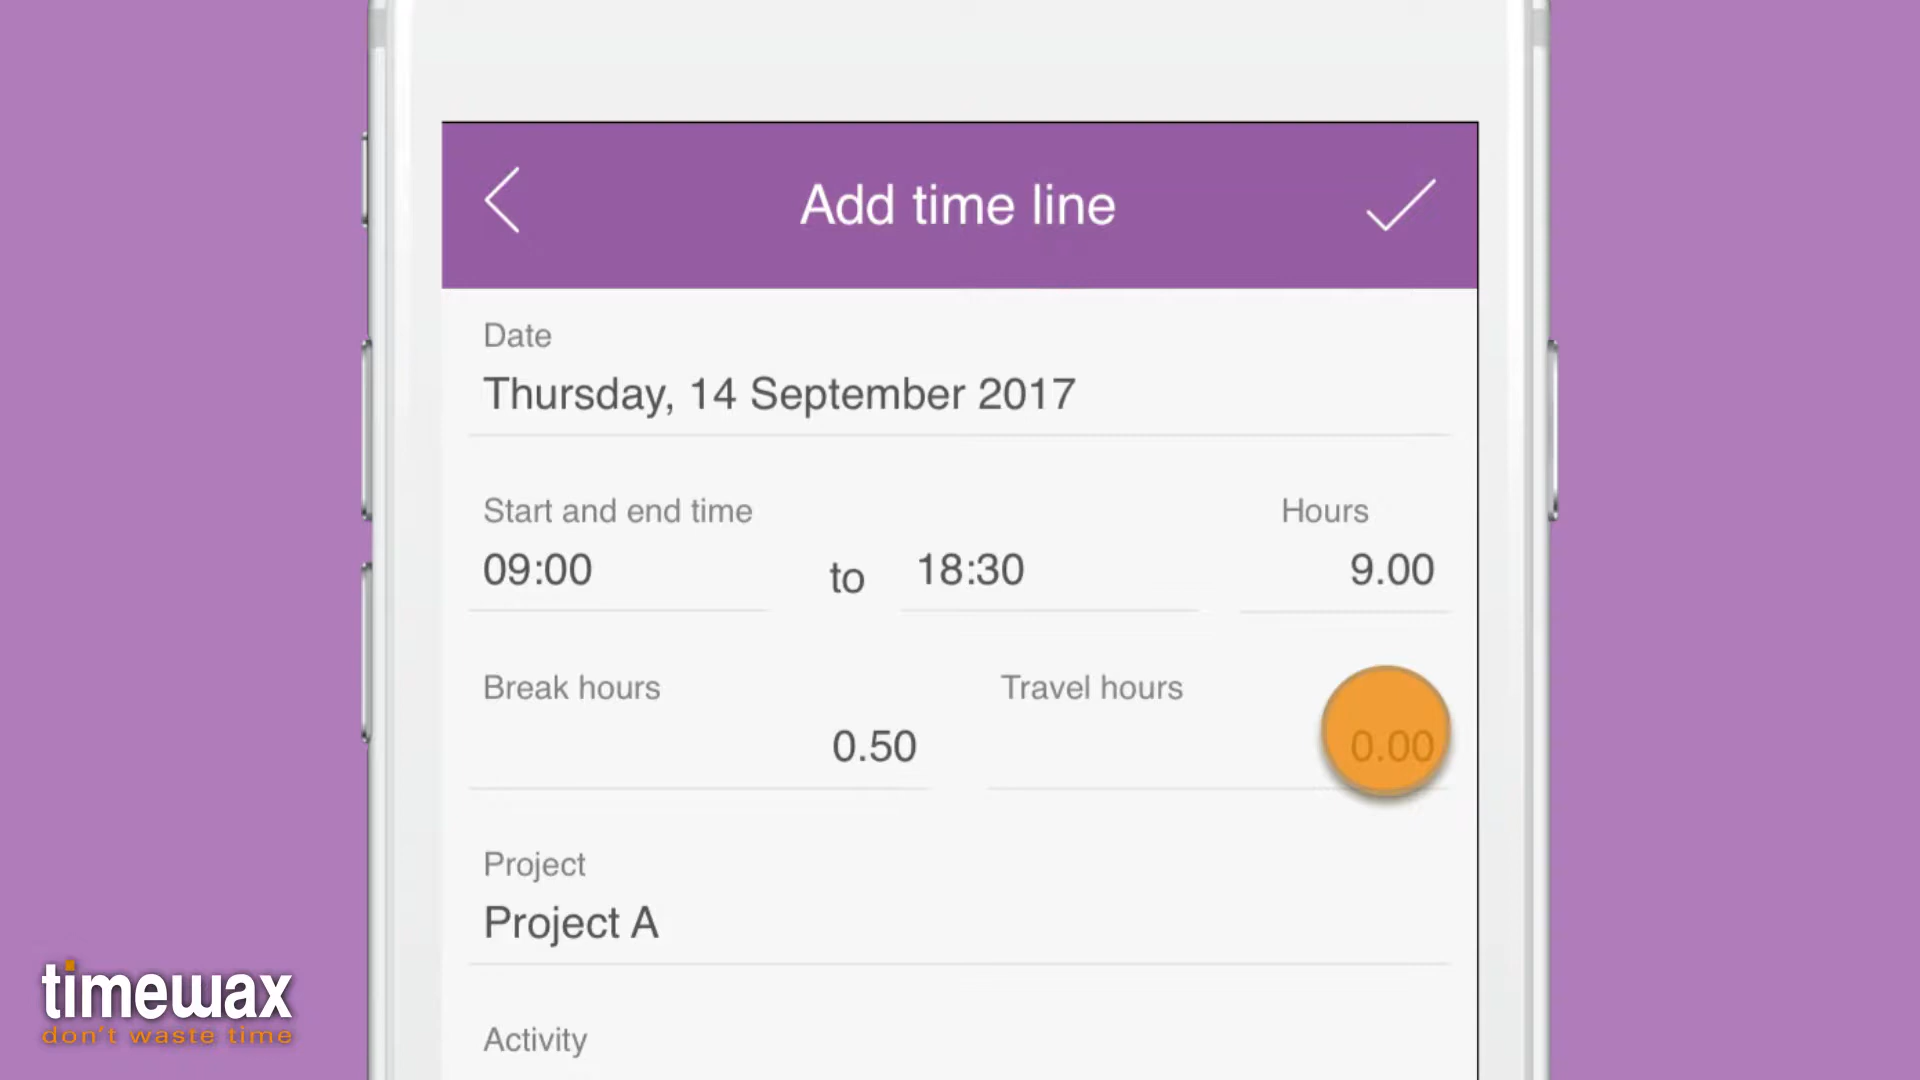 Add time line
Date
Thursday, 14 September 2017
Start and end time
Hours
09:00 to 18:30 9.00
Break hours
Travel hours
0.50
0.00
Project
Project A
Activity
timewax
don't waste time